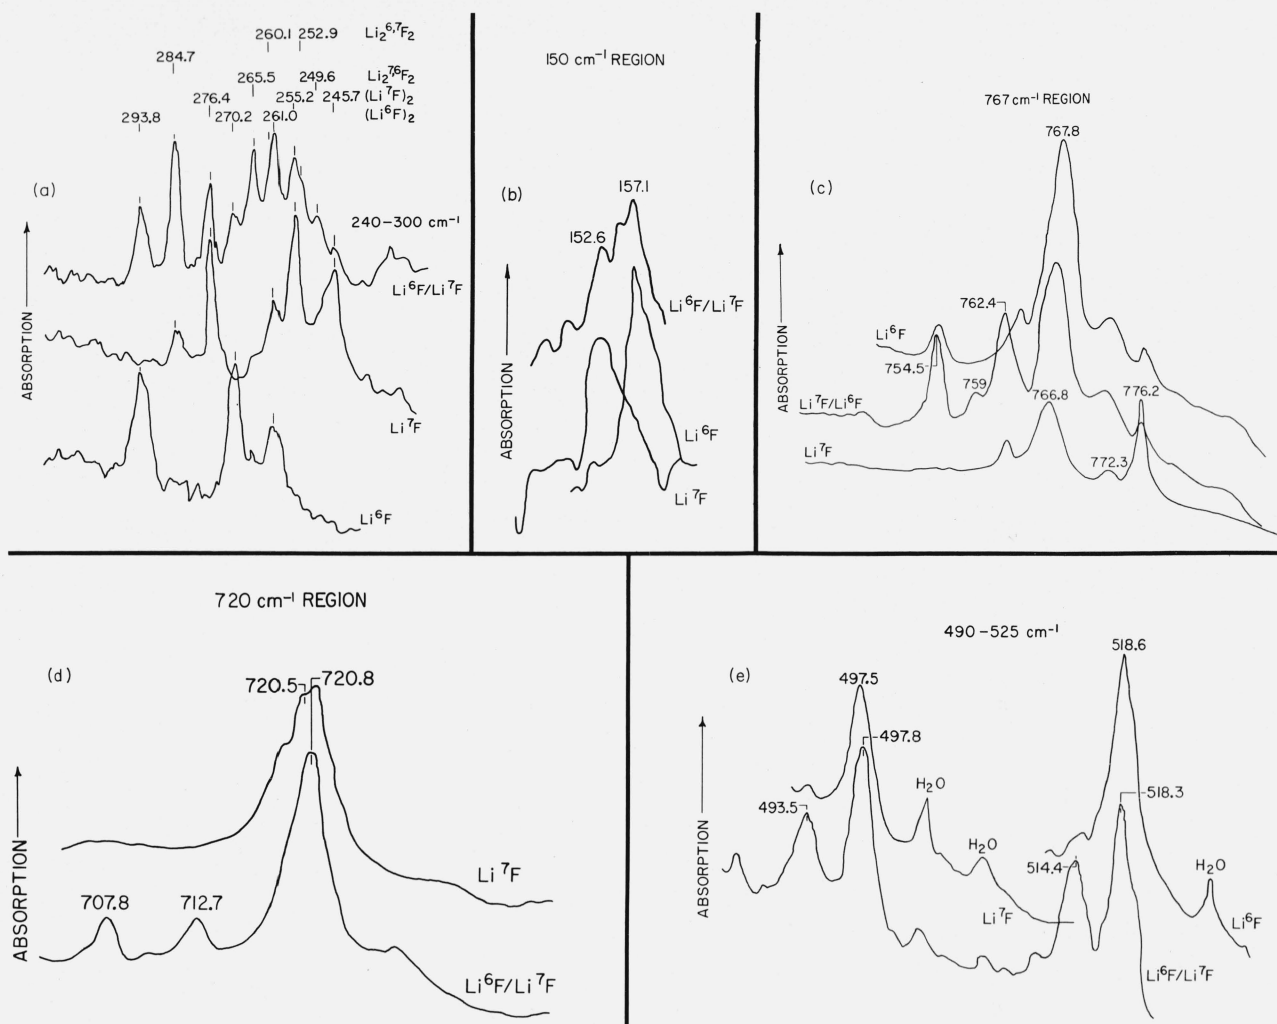 260.1 252.9 Li₂⁶,⁷F₂
284.7
265.5 249.6 Li₂⁷,⁶F₂
276.4 255.2 245.7 (Li⁷F)₂
293.8 270.2 261.0 (Li⁶F)₂
(a)
240–300 cm⁻¹
Li⁶F/Li⁷F
ABSORPTION
Li⁷F
Li⁶F
150 cm⁻¹ REGION
(b)
157.1
152.6
Li⁶F/Li⁷F
ABSORPTION
Li⁶F
Li⁷F
767 cm⁻¹ REGION
767.8
(c)
762.4
Li⁶F
754.5
759
ABSORPTION
Li⁷F/Li⁶F
766.8
776.2
Li⁷F
772.3
720 cm⁻¹ REGION
(d)
720.5 720.8
ABSORPTION
Li⁷F
707.8 712.7
Li⁶F/Li⁷F
490–525 cm⁻¹
518.6
(e)
497.5
497.8
H₂O
518.3
493.5
ABSORPTION
H₂O
514.4
H₂O
Li⁷F
Li⁶F
Li⁶F/Li⁷F